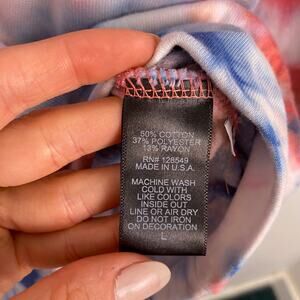 50% COTTON
37% POLYESTER
13% RAYON
RN# 128549
MADE IN U.S.A.
MACHINE WASH
COLD WITH
LIKE COLORS
INSIDE OUT
LINE OR AIR DRY
DO NOT IRON
ON DECORATION
L